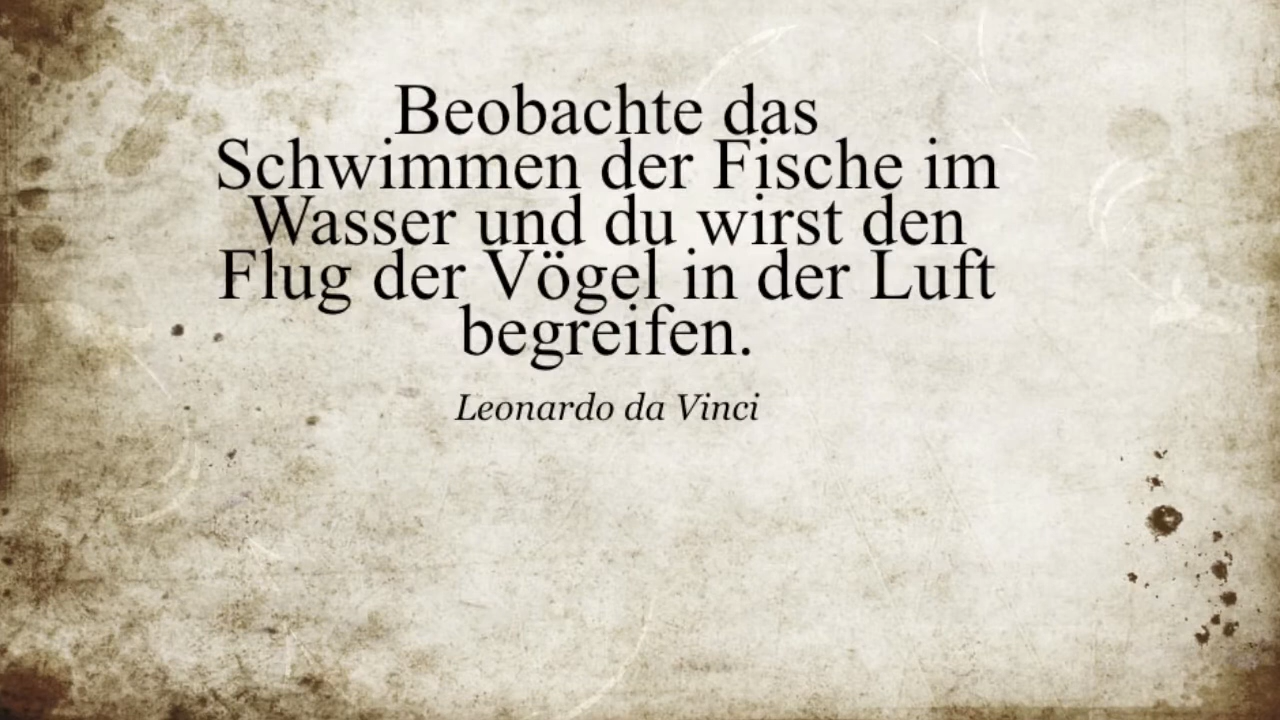 Beobachte das
Schwimmen der Fische im
Wasser und du wirst den
Flug der Vögel in der Luft
begreifen.
Leonardo da Vinci